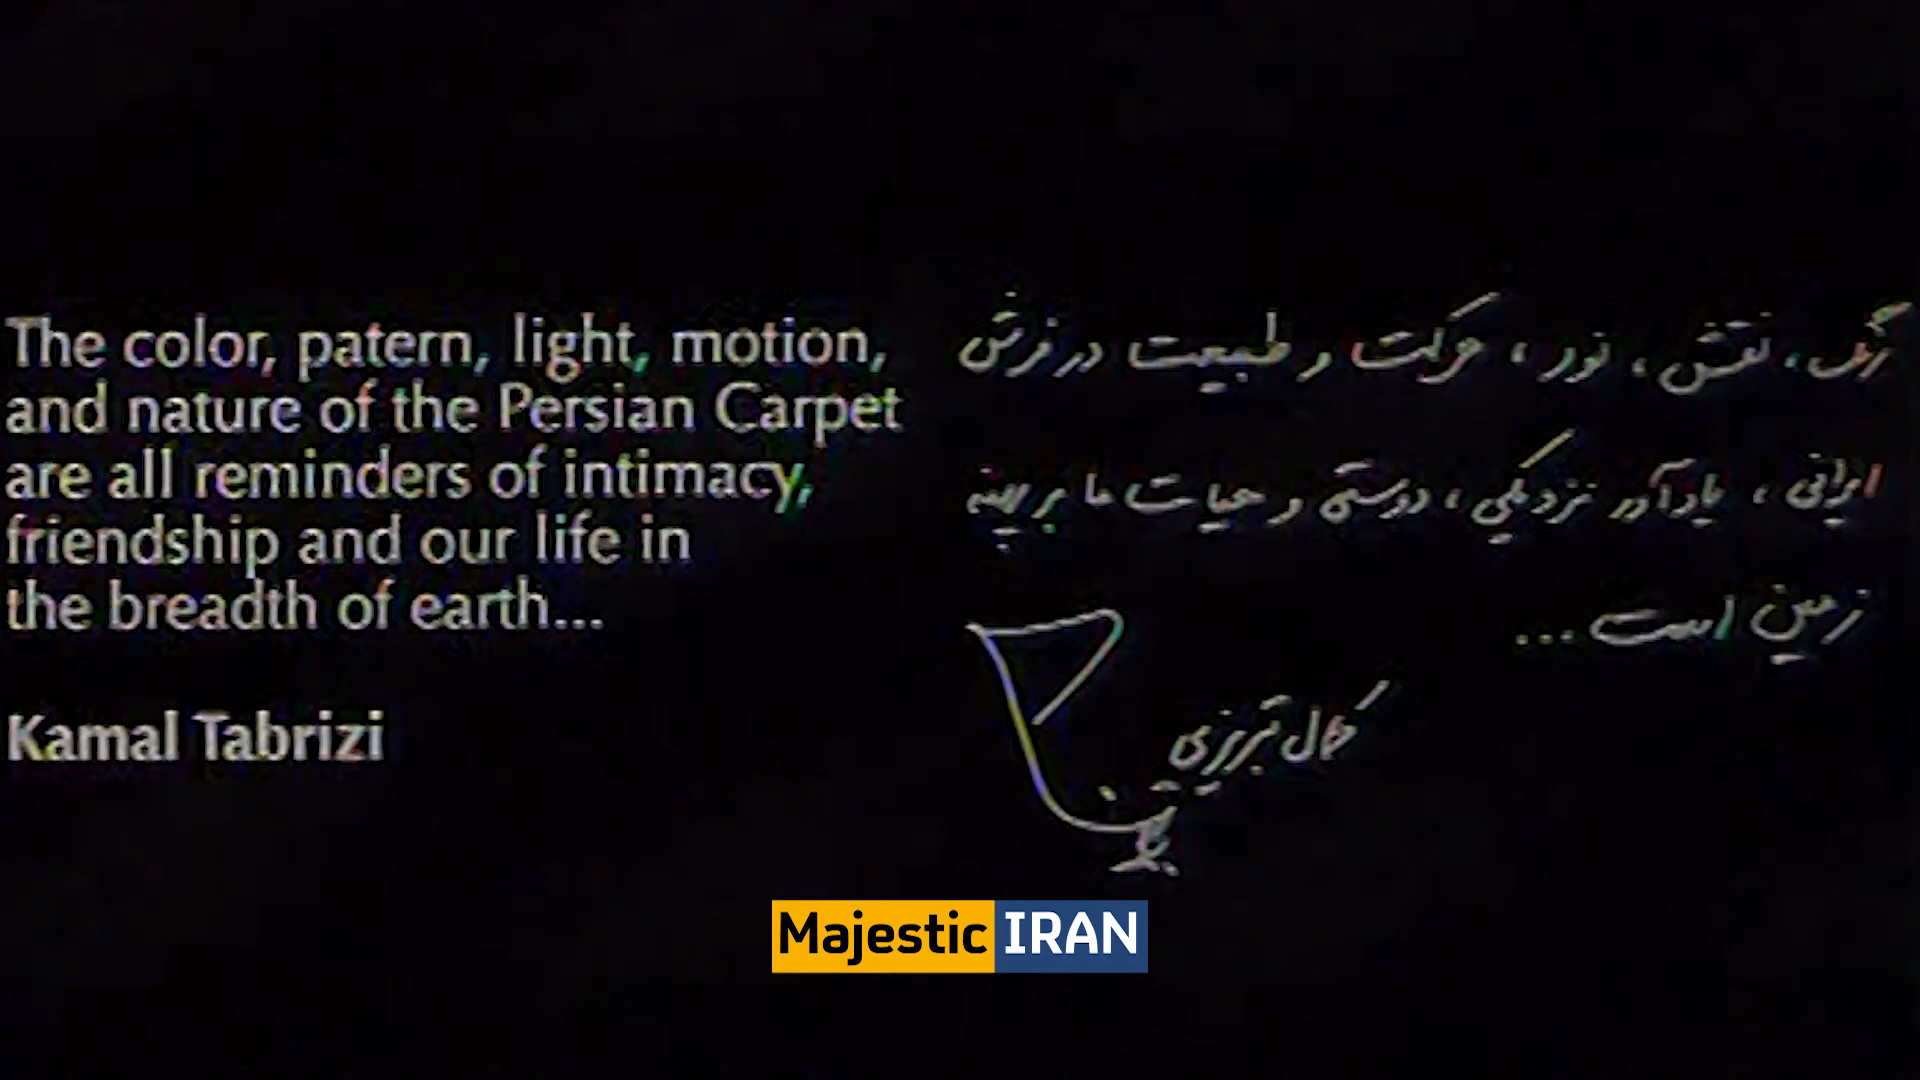 The color, patern, light, motion,
and nature of the Persian Carpet
are all reminders of intimacy,
friendship and our life in
the breadth of earth...
Kamal Tabrizi
رنگ، نقش، نور، حرکت و طبیعت در فرش
ایرانی، یادآور نزدیکی، دوستی و حیات ما بر پهنه
زمین است ...
کمال تبریزی
Majestic IRAN